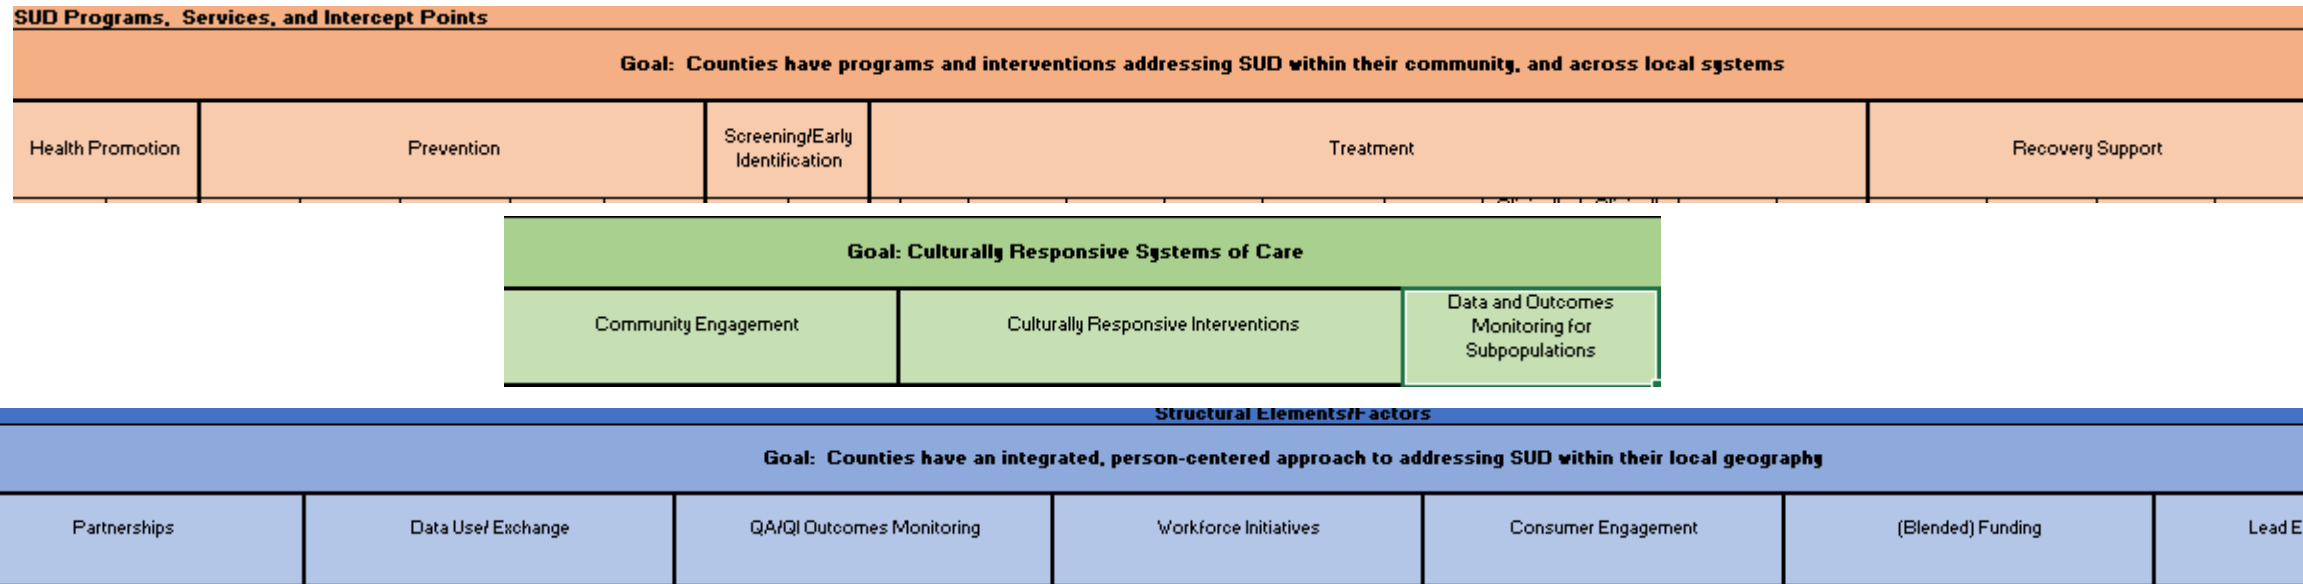 SUD Programs, Services, and Intercept Points
Goal: Counties have programs and interventions addressing SUD within their community, and across local systems
Health Promotion
Prevention
Screening/Early
Identification
Treatment
Recovery Support
Goal: Culturally Responsive Systems of Care
Community Engagement
Culturally Responsive Interventions
Data and Outcomes
Monitoring for
Subpopulations
Structural Elements/Factors
Goal: Counties have an integrated, person-centered approach to addressing SUD within their local geography
Partnerships
Data Use/ Exchange
QA/QI Outcomes Monitoring
Workforce Initiatives
Consumer Engagement
(Blended) Funding
Lead E